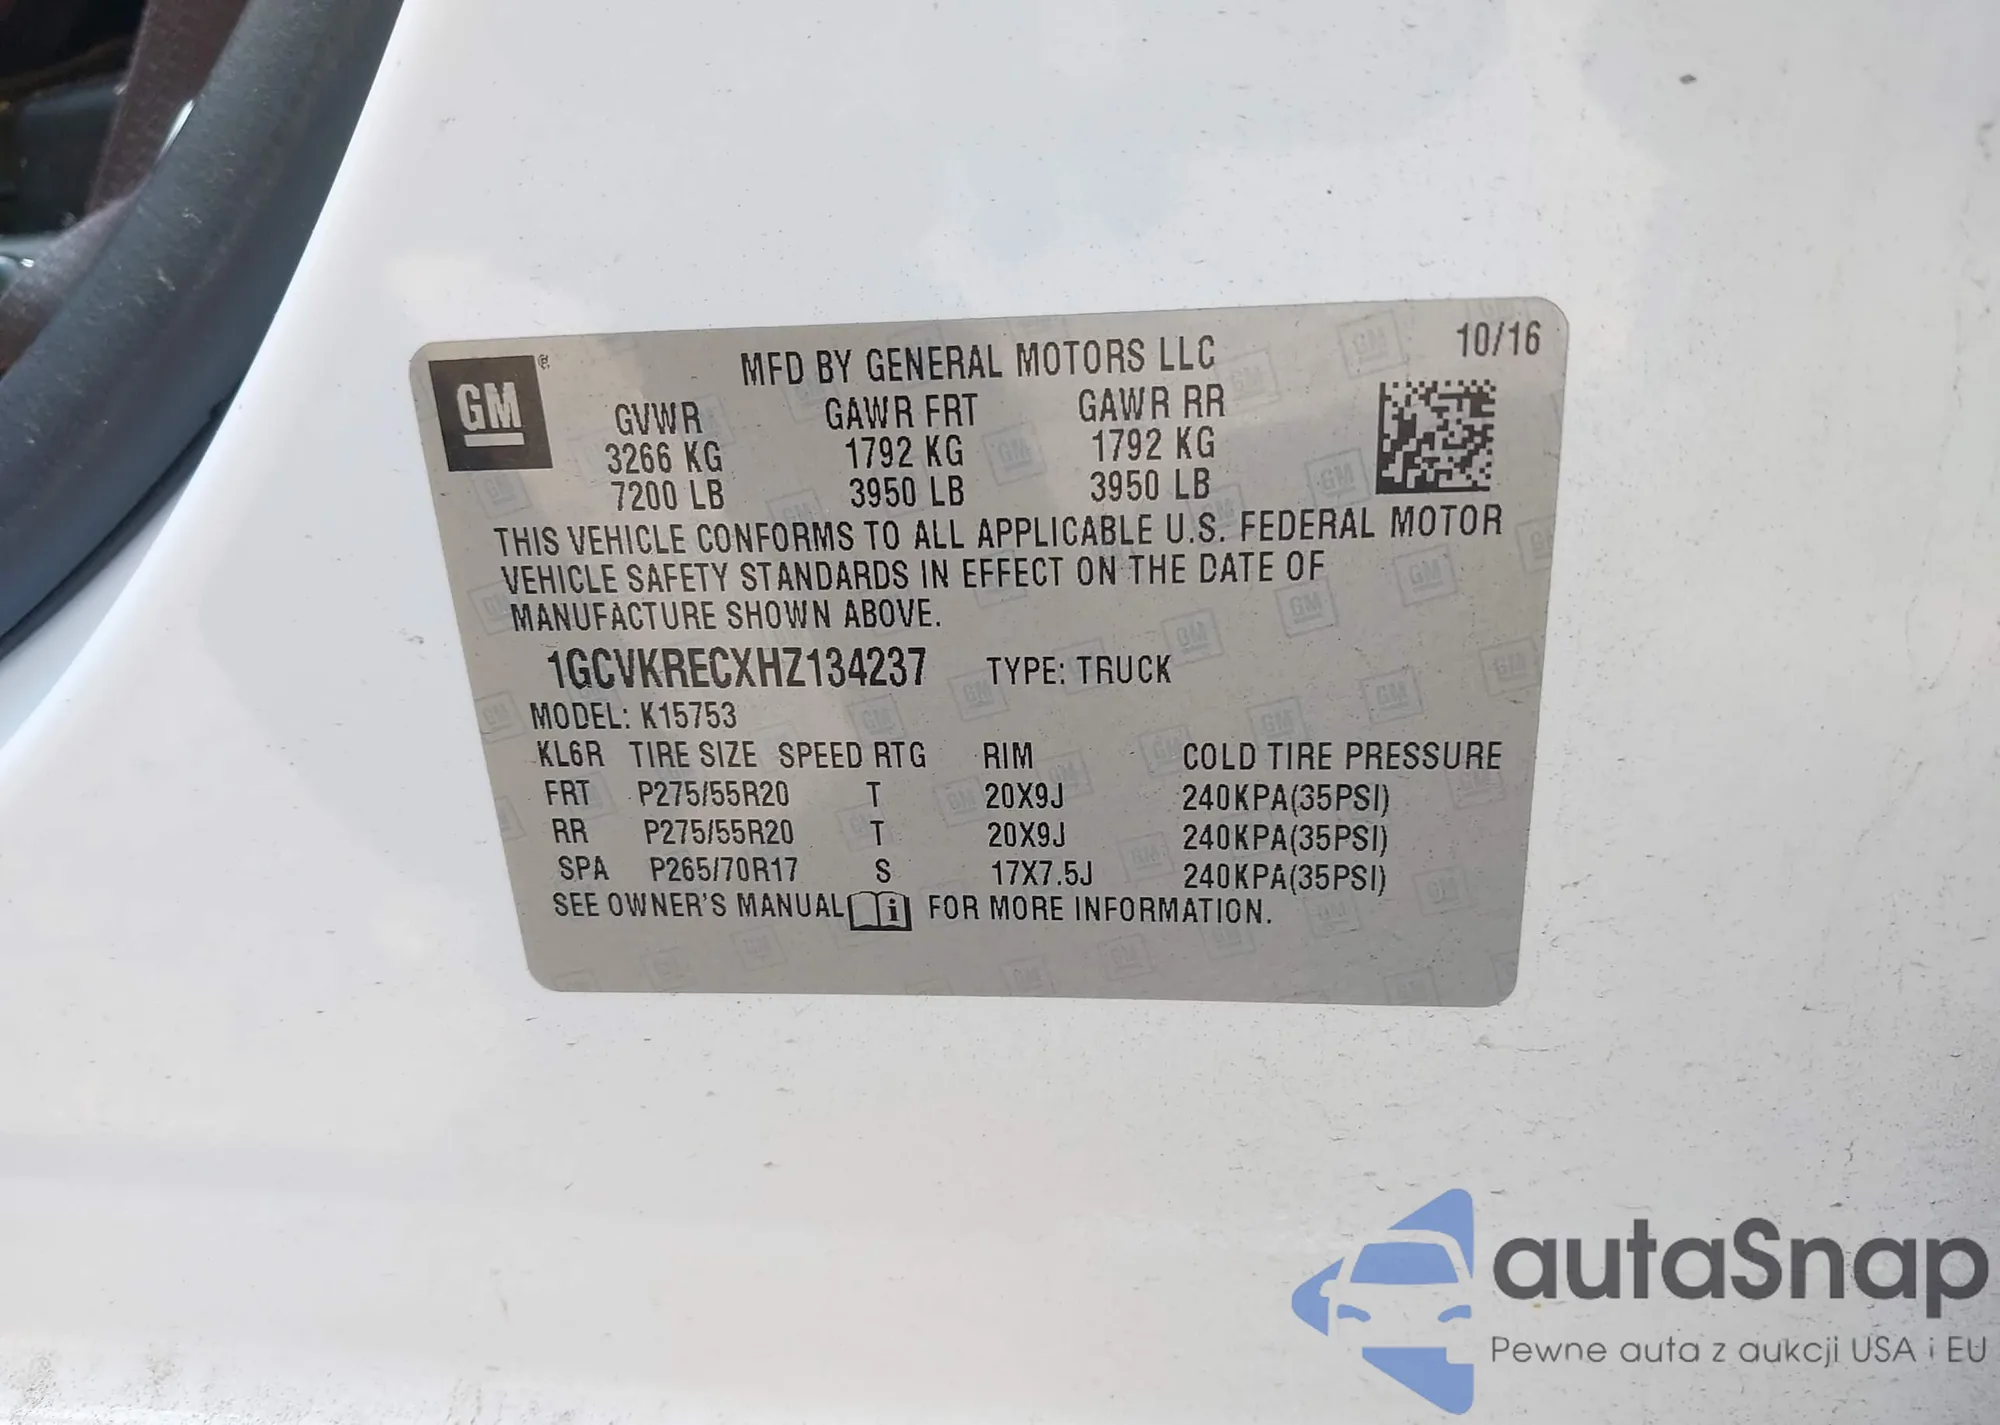 GM ®
MFD BY GENERAL MOTORS LLC 10/16
GVWR GAWR FRT GAWR RR
3266 KG 1792 KG 1792 KG
7200 LB 3950 LB 3950 LB
THIS VEHICLE CONFORMS TO ALL APPLICABLE U.S. FEDERAL MOTOR
VEHICLE SAFETY STANDARDS IN EFFECT ON THE DATE OF
MANUFACTURE SHOWN ABOVE.
1GCVKRECXHZ134237 TYPE: TRUCK
MODEL: K15753
KL6R TIRE SIZE SPEED RTG RIM COLD TIRE PRESSURE
FRT P275/55R20 T 20X9J 240KPA(35PSI)
RR P275/55R20 T 20X9J 240KPA(35PSI)
SPA P265/70R17 S 17X7.5J 240KPA(35PSI)
SEE OWNER'S MANUAL i FOR MORE INFORMATION.
autaSnap
Pewne auta z aukcji USA i EU